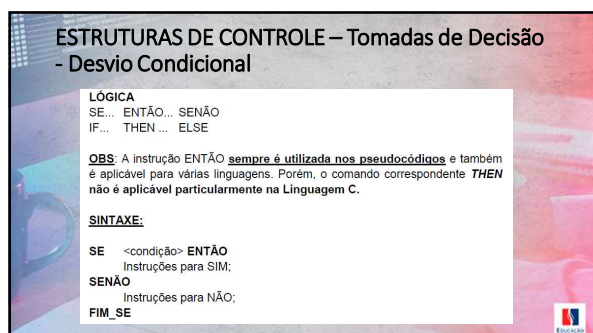 ESTRUTURAS DE CONTROLE – Tomadas de Decisão
- Desvio Condicional
LÓGICA
SE... ENTÃO... SENÃO
IF... THEN ... ELSE
OBS: A instrução ENTÃO sempre é utilizada nos pseudocódigos e também
é aplicável para várias linguagens. Porém, o comando correspondente THEN
não é aplicável particularmente na Linguagem C.
SINTAXE:
SE <condição> ENTÃO
Instruções para SIM;
SENÃO
Instruções para NÃO;
FIM_SE
EDUCAÇÃO